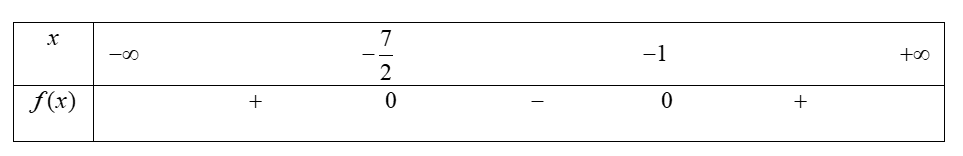 x −∞ −7/2 −1 +∞
f(x) + 0 − 0 +